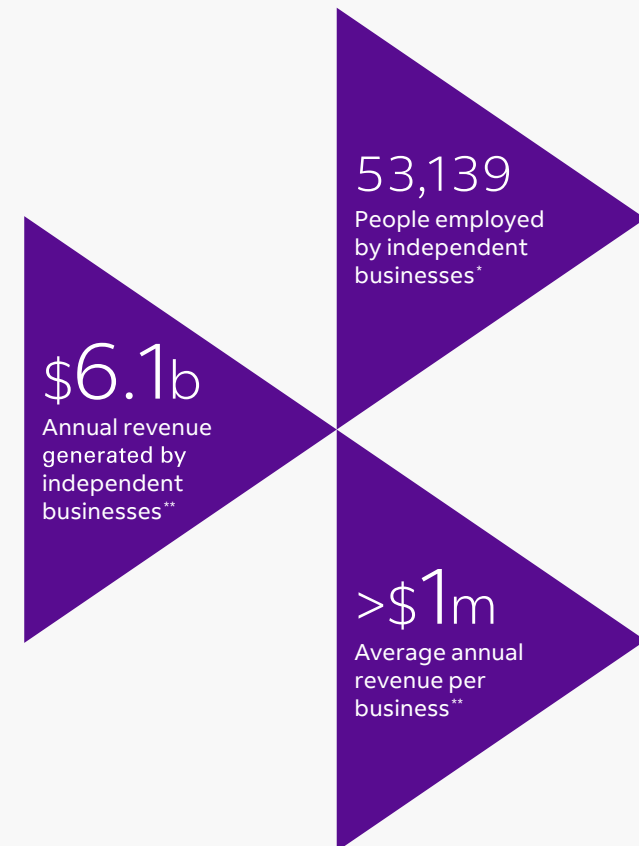 53,139
People employed
by independent
businesses*
$6.1b
Annual revenue
generated by
independent
businesses**
>$1m
Average annual
revenue per
business**